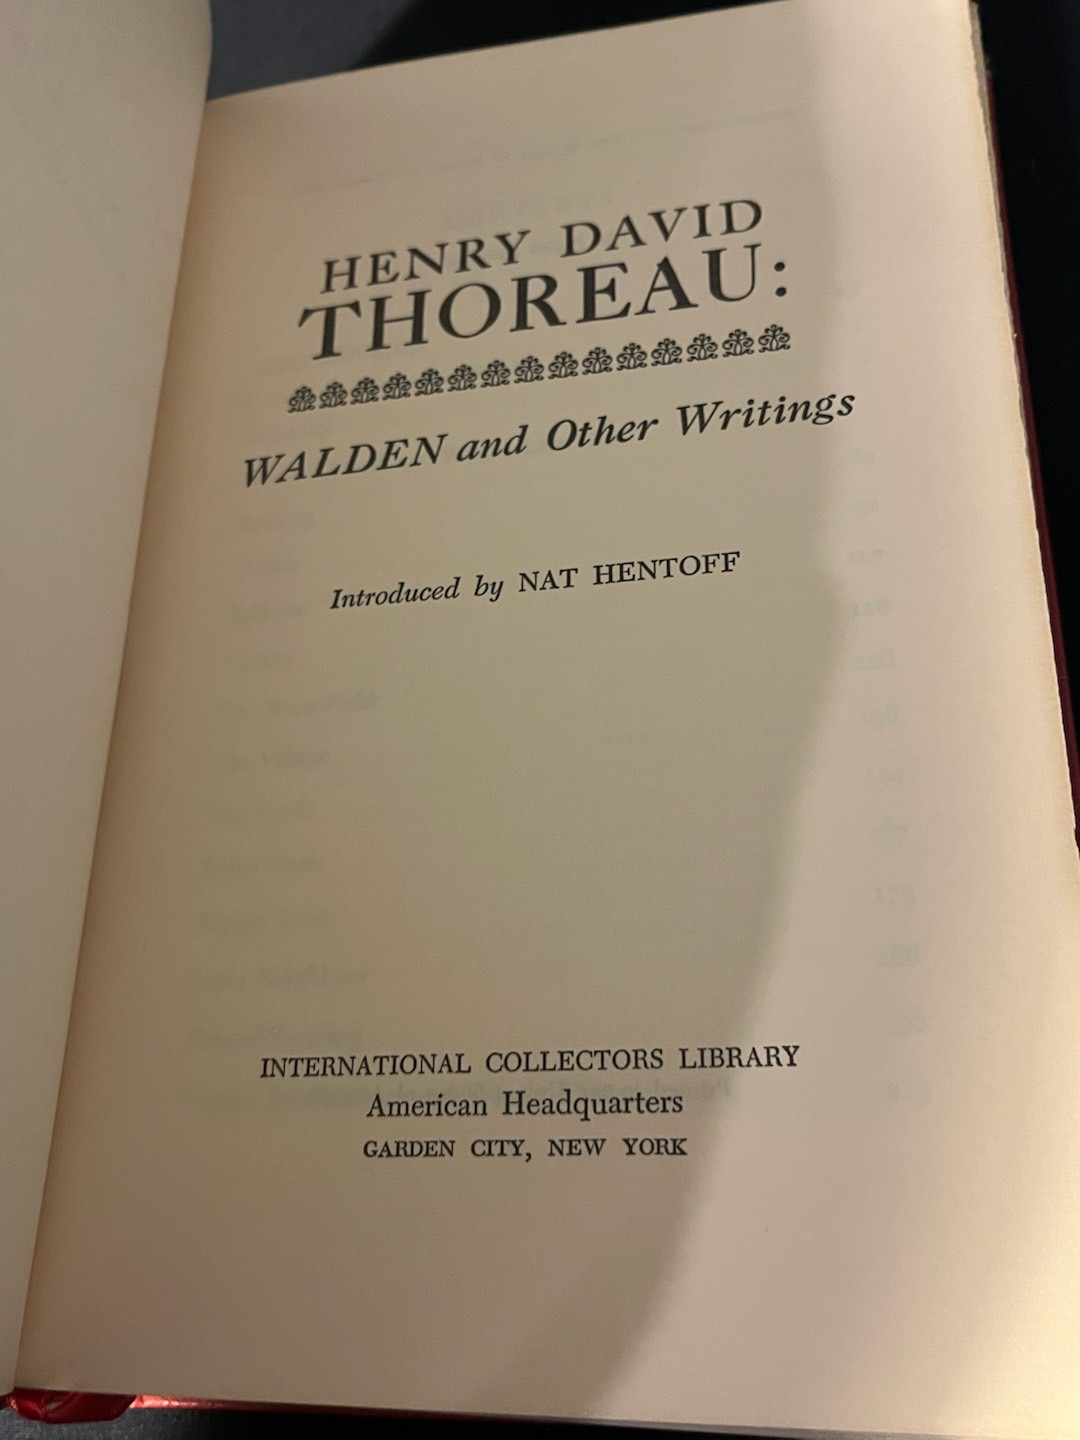 HENRY DAVID
THOREAU:
WALDEN and Other Writings
Introduced by NAT HENTOFF
INTERNATIONAL COLLECTORS LIBRARY
American Headquarters
GARDEN CITY, NEW YORK